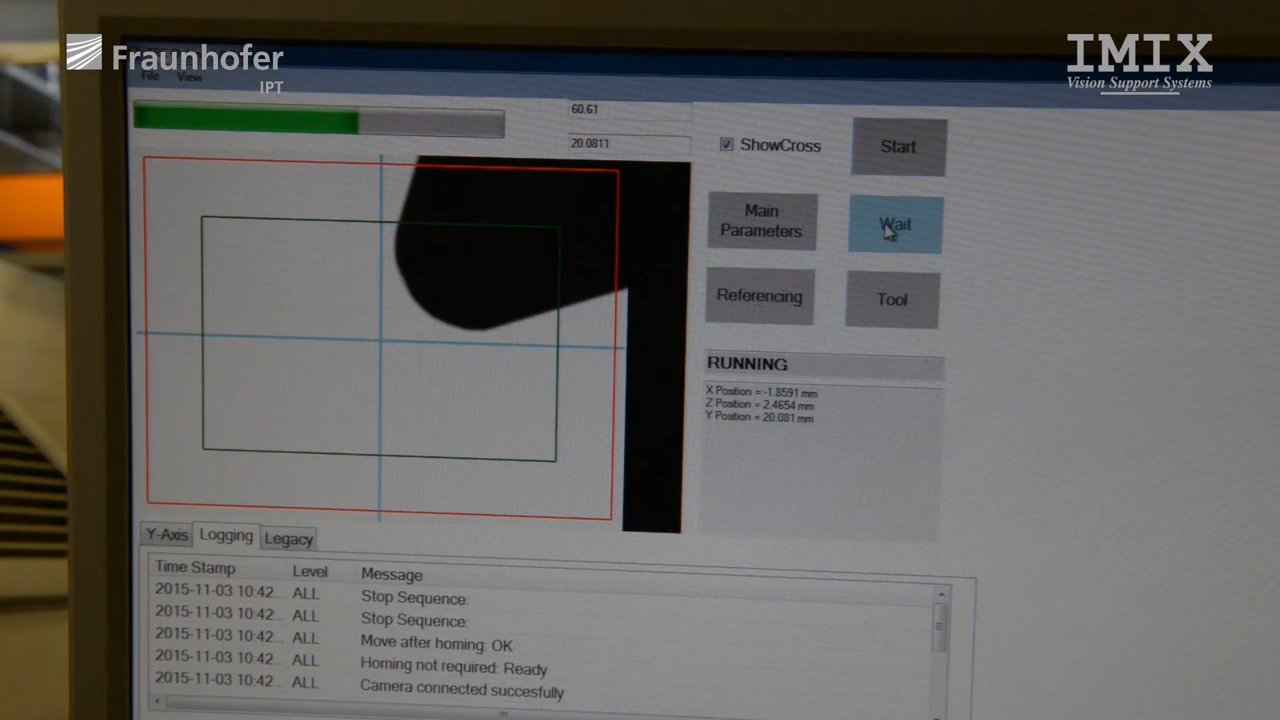 Fraunhofer
IPT
IMIX
Vision Support Systems
File View
60.61
20.0811
ShowCross
Start
Main
Parameters
Wait
Referencing
Tool
RUNNING
X Position = -1.8591 mm
Z Position = 2.4654 mm
Y Position = 20.081 mm
Y-Axis Logging Legacy
Time Stamp Level Message
2015-11-03 10:42... ALL Stop Sequence:
2015-11-03 10:42... ALL Stop Sequence:
2015-11-03 10:42... ALL Move after homing: OK
2015-11-03 10:42... ALL Homing not required: Ready
2015-11-03 10:42... ALL Camera connected succesfully